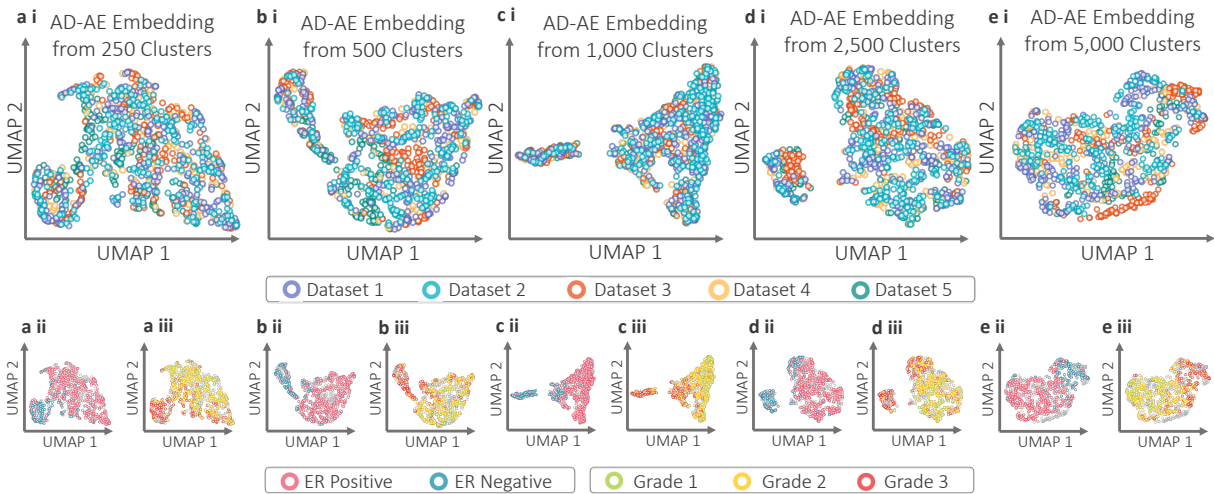 a i AD-AE Embedding
from 250 Clusters
UMAP 2
UMAP 1
b i AD-AE Embedding
from 500 Clusters
UMAP 2
UMAP 1
c i AD-AE Embedding
from 1,000 Clusters
UMAP 2
UMAP 1
d i AD-AE Embedding
from 2,500 Clusters
UMAP 2
UMAP 1
e i AD-AE Embedding
from 5,000 Clusters
UMAP 2
UMAP 1
Dataset 1 Dataset 2 Dataset 3 Dataset 4 Dataset 5
a ii
UMAP 2
UMAP 1
a iii
UMAP 1
b ii
UMAP 2
UMAP 1
b iii
UMAP 2
UMAP 1
c ii
UMAP 2
UMAP 1
c iii
UMAP 2
UMAP 1
d ii
UMAP 2
UMAP 1
d iii
UMAP 2
UMAP 1
e ii
UMAP 2
UMAP 1
e iii
UMAP 2
UMAP 1
ER Positive ER Negative Grade 1 Grade 2 Grade 3